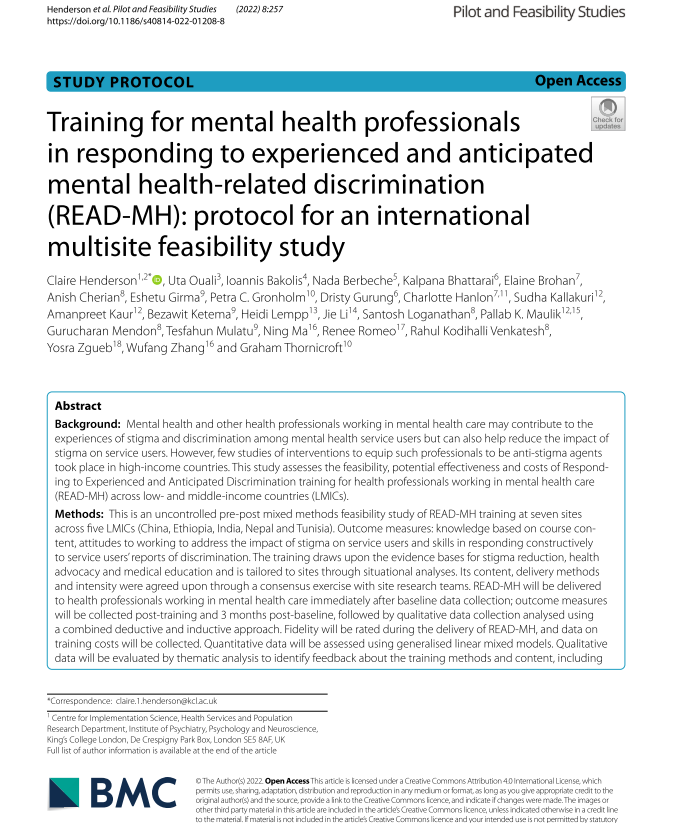 Henderson et al. Pilot and Feasibility Studies (2022) 8:257
https://doi.org/10.1186/s40814-022-01208-8
Pilot and Feasibility Studies
STUDY PROTOCOL
Open Access
Check for
updates
Training for mental health professionals
in responding to experienced and anticipated
mental health-related discrimination
(READ-MH): protocol for an international
multisite feasibility study
Claire Henderson1,2*, Uta Ouali3, Ioannis Bakolis4, Nada Berbeche5, Kalpana Bhattarai6, Elaine Brohan7,
Anish Cherian8, Eshetu Girma9, Petra C. Gronholm10, Dristy Gurung6, Charlotte Hanlon7,11, Sudha Kallakuri12,
Amanpreet Kaur12, Bezawit Ketema9, Heidi Lempp13, Jie Li14, Santosh Loganathan8, Pallab K. Maulik12,15,
Gurucharan Mendon8, Tesfahun Mulatu9, Ning Ma16, Renee Romeo17, Rahul Kodihalli Venkatesh8,
Yosra Zgueb18, Wufang Zhang16 and Graham Thornicroft10
Abstract
Background: Mental health and other health professionals working in mental health care may contribute to the
experiences of stigma and discrimination among mental health service users but can also help reduce the impact of
stigma on service users. However, few studies of interventions to equip such professionals to be anti-stigma agents
took place in high-income countries. This study assesses the feasibility, potential effectiveness and costs of Respond-
ing to Experienced and Anticipated Discrimination training for health professionals working in mental health care
(READ-MH) across low- and middle-income countries (LMICs).
Methods: This is an uncontrolled pre-post mixed methods feasibility study of READ-MH training at seven sites
across five LMICs (China, Ethiopia, India, Nepal and Tunisia). Outcome measures: knowledge based on course con-
tent, attitudes to working to address the impact of stigma on service users and skills in responding constructively
to service users' reports of discrimination. The training draws upon the evidence bases for stigma reduction, health
advocacy and medical education and is tailored to sites through situational analyses. Its content, delivery methods
and intensity were agreed upon through a consensus exercise with site research teams. READ-MH will be delivered
to health professionals working in mental health care immediately after baseline data collection; outcome measures
will be collected post-training and 3 months post-baseline, followed by qualitative data collection analysed using
a combined deductive and inductive approach. Fidelity will be rated during the delivery of READ-MH, and data on
training costs will be collected. Quantitative data will be assessed using generalised linear mixed models. Qualitative
data will be evaluated by thematic analysis to identify feedback about the training methods and content, including
*Correspondence: claire.1.henderson@kcl.ac.uk
1 Centre for Implementation Science, Health Services and Population
Research Department, Institute of Psychiatry, Psychology and Neuroscience,
King's College London, De Crespigny Park Box, London SE5 8AF, UK
Full list of author information is available at the end of the article
BMC
© The Author(s) 2022. Open Access This article is licensed under a Creative Commons Attribution 4.0 International License, which
permits use, sharing, adaptation, distribution and reproduction in any medium or format, as long as you give appropriate credit to the
original author(s) and the source, provide a link to the Creative Commons licence, and indicate if changes were made. The images or
other third party material in this article are included in the article's Creative Commons licence, unless indicated otherwise in a credit line
to the material. If material is not included in the article's Creative Commons licence and your intended use is not permitted by statutory